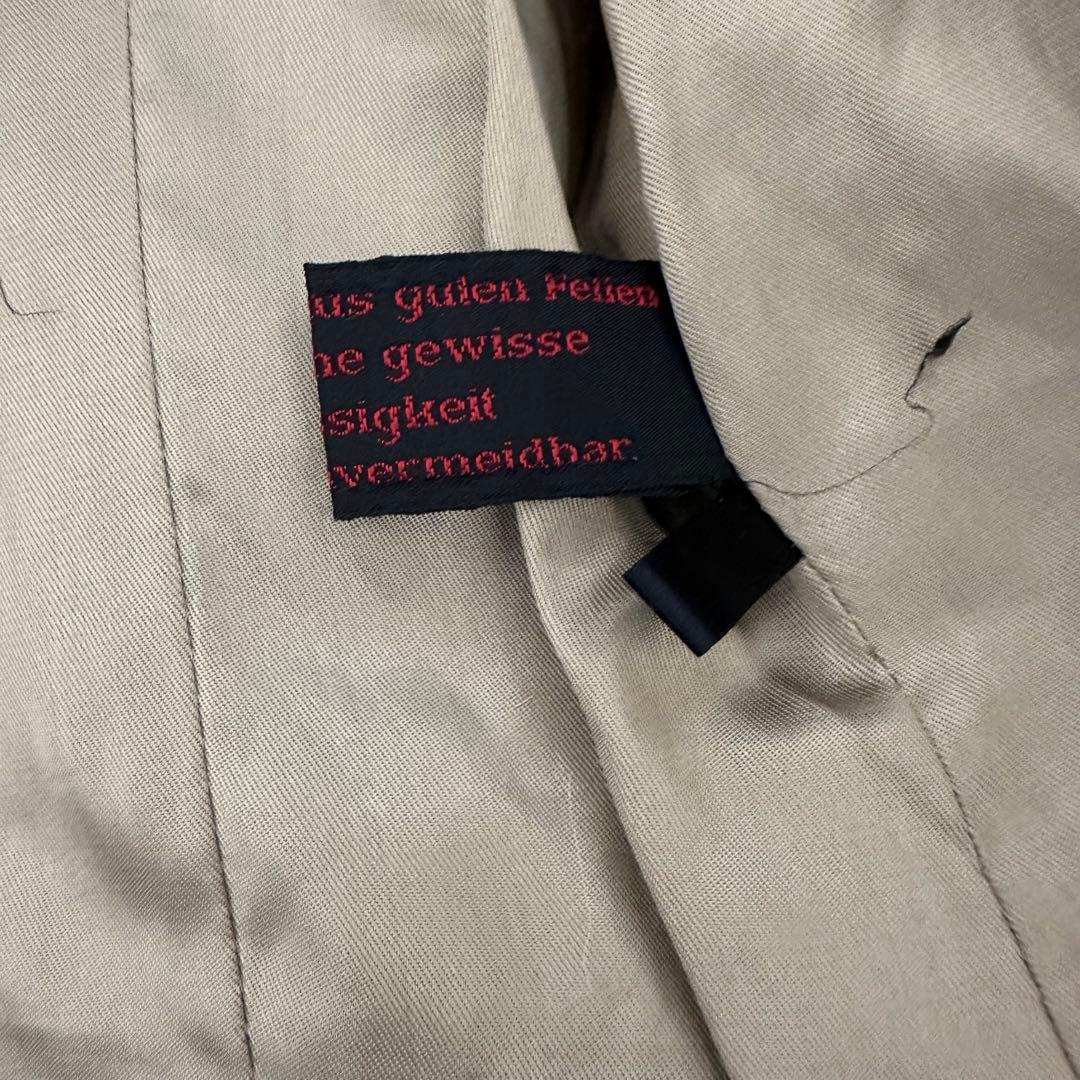 us guten Fellen
ne gewisse
sigkeit
vermeidbar.